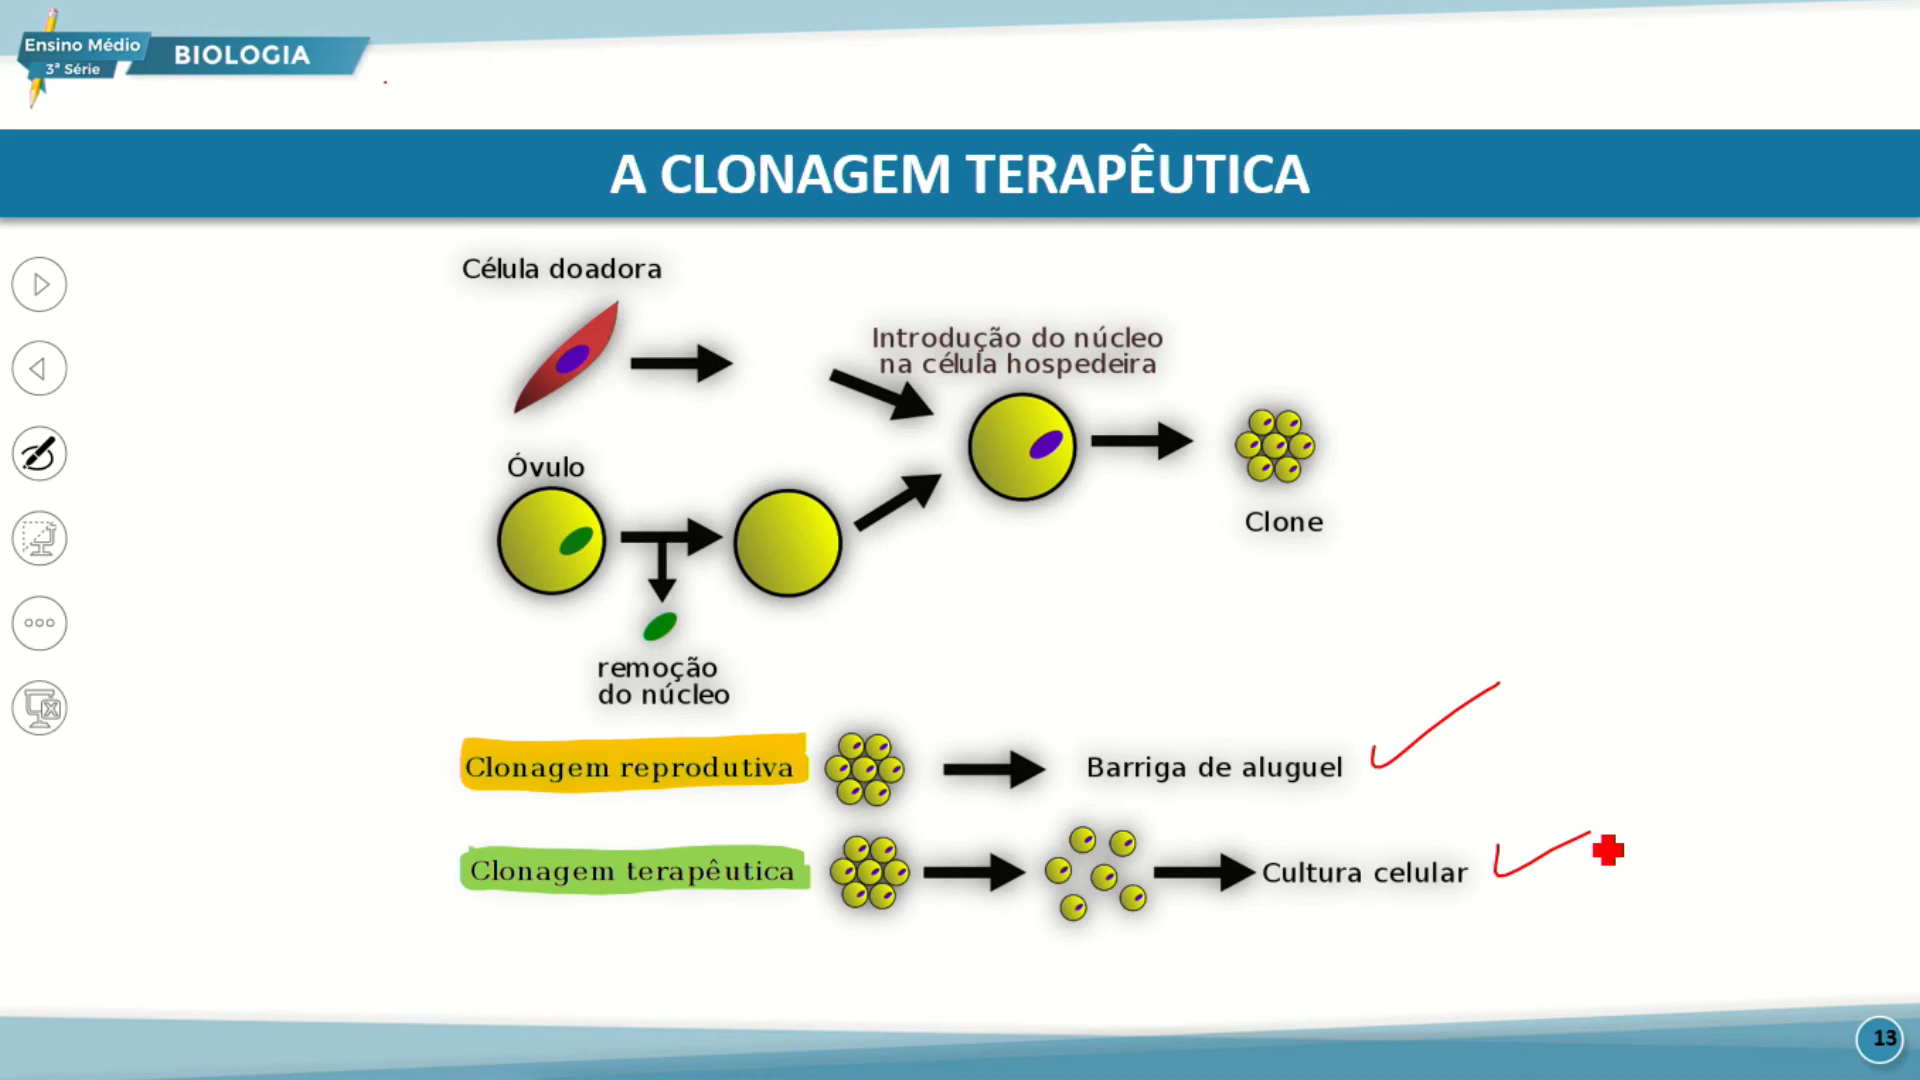 Ensino Médio
3ª Série
BIOLOGIA
A CLONAGEM TERAPÊUTICA
Célula doadora
Introdução do núcleo
na célula hospedeira
Óvulo
Clone
remoção
do núcleo
Clonagem reprodutiva
Barriga de aluguel
Clonagem terapêutica
Cultura celular
13